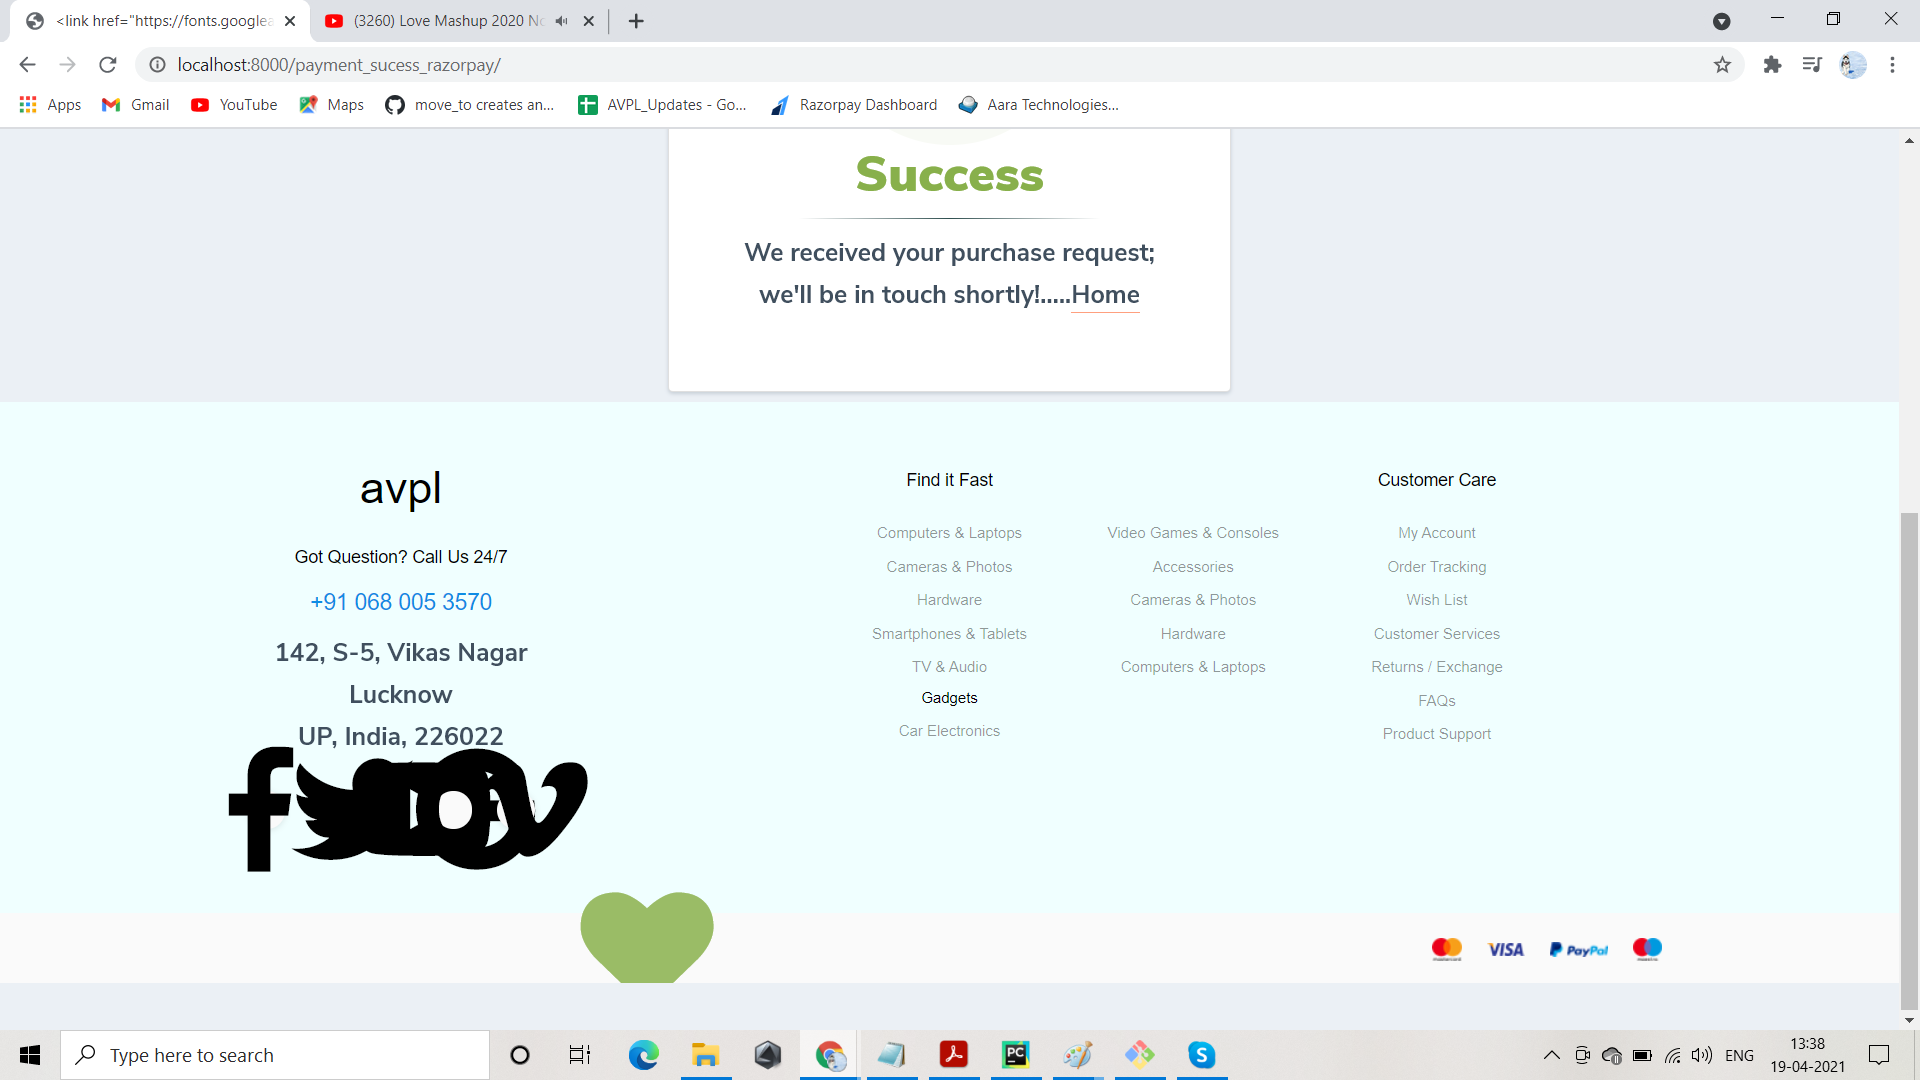 <link href="https://fonts.googlea
(3260) Love Mashup 2020 No
localhost:8000/payment_sucess_razorpay/
Apps
Gmail
YouTube
Maps
move_to creates an...
AVPL_Updates - Go...
Razorpay Dashboard
Aara Technologies...
Success
We received your purchase request;
we'll be in touch shortly!.....Home
avpl
Got Question? Call Us 24/7
+91 068 005 3570
142, S-5, Vikas Nagar
Lucknow
UP, India, 226022
Find it Fast
Computers & Laptops
Cameras & Photos
Hardware
Smartphones & Tablets
TV & Audio
Gadgets
Car Electronics
Video Games & Consoles
Accessories
Cameras & Photos
Hardware
Computers & Laptops
Customer Care
My Account
Order Tracking
Wish List
Customer Services
Returns / Exchange
FAQs
Product Support
VISA
PayPal
Type here to search
PC
ENG
13:38
19-04-2021